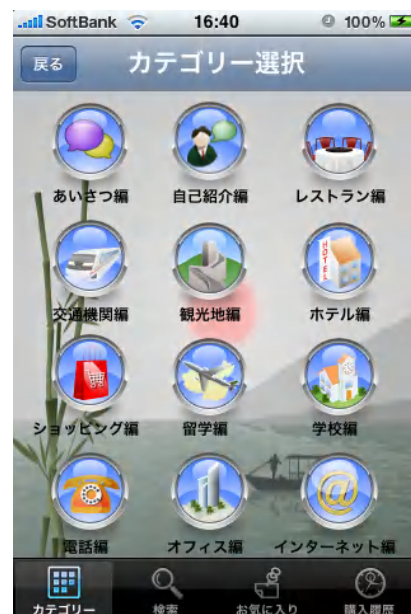 SoftBank 16:40 100%
戻る カテゴリー選択
あいさつ編 自己紹介編 レストラン編
HOTEL
交通機関編 観光地編 ホテル編
ショッピング編 留学編 学校編
@
電話編 オフィス編 インターネット編
カテゴリー 検索 お気に入り 購入履歴